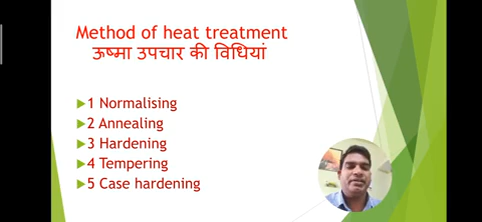 Method of heat treatment
ऊष्मा उपचार की विधियां
1 Normalising
2 Annealing
3 Hardening
4 Tempering
5 Case hardening